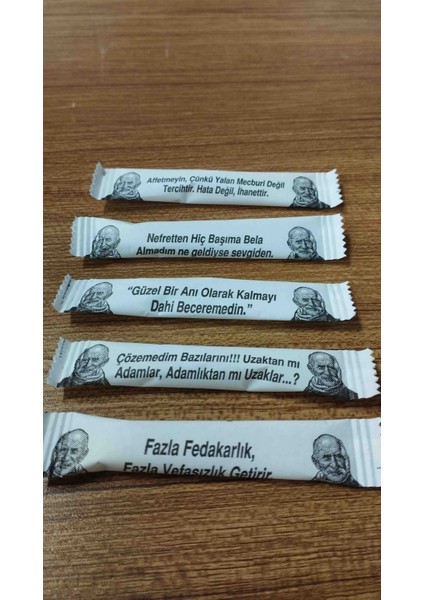 Affetmeyin, Çünkü Yalan Mecburi Değil
Tercihtir. Hata Değil, İhanettir.
Nefretten Hiç Başıma Bela
Almadım ne geldiyse sevgiden.
“Güzel Bir Anı Olarak Kalmayı
Dahi Beceremedin.”
Çözemedim Bazılarını!!! Uzaktan mı
Adamlar, Adamlıktan mı Uzaklar...?
Fazla Fedakarlık,
Fazla Vefasızlık Getirir.